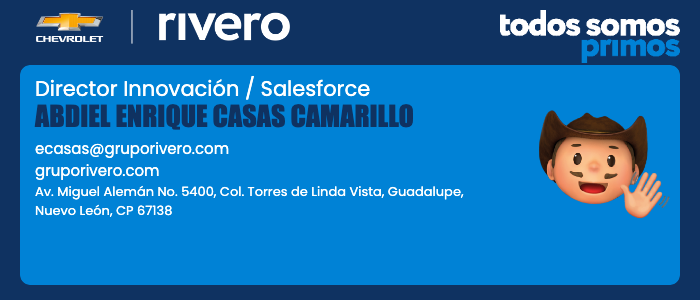 CHEVROLET
rivero
todos somos
primos
Director Innovación / Salesforce
ABDIEL ENRIQUE CASAS CAMARILLO
ecasas@gruporivero.com
gruporivero.com
Av. Miguel Alemán No. 5400, Col. Torres de Linda Vista, Guadalupe,
Nuevo León, CP 67138